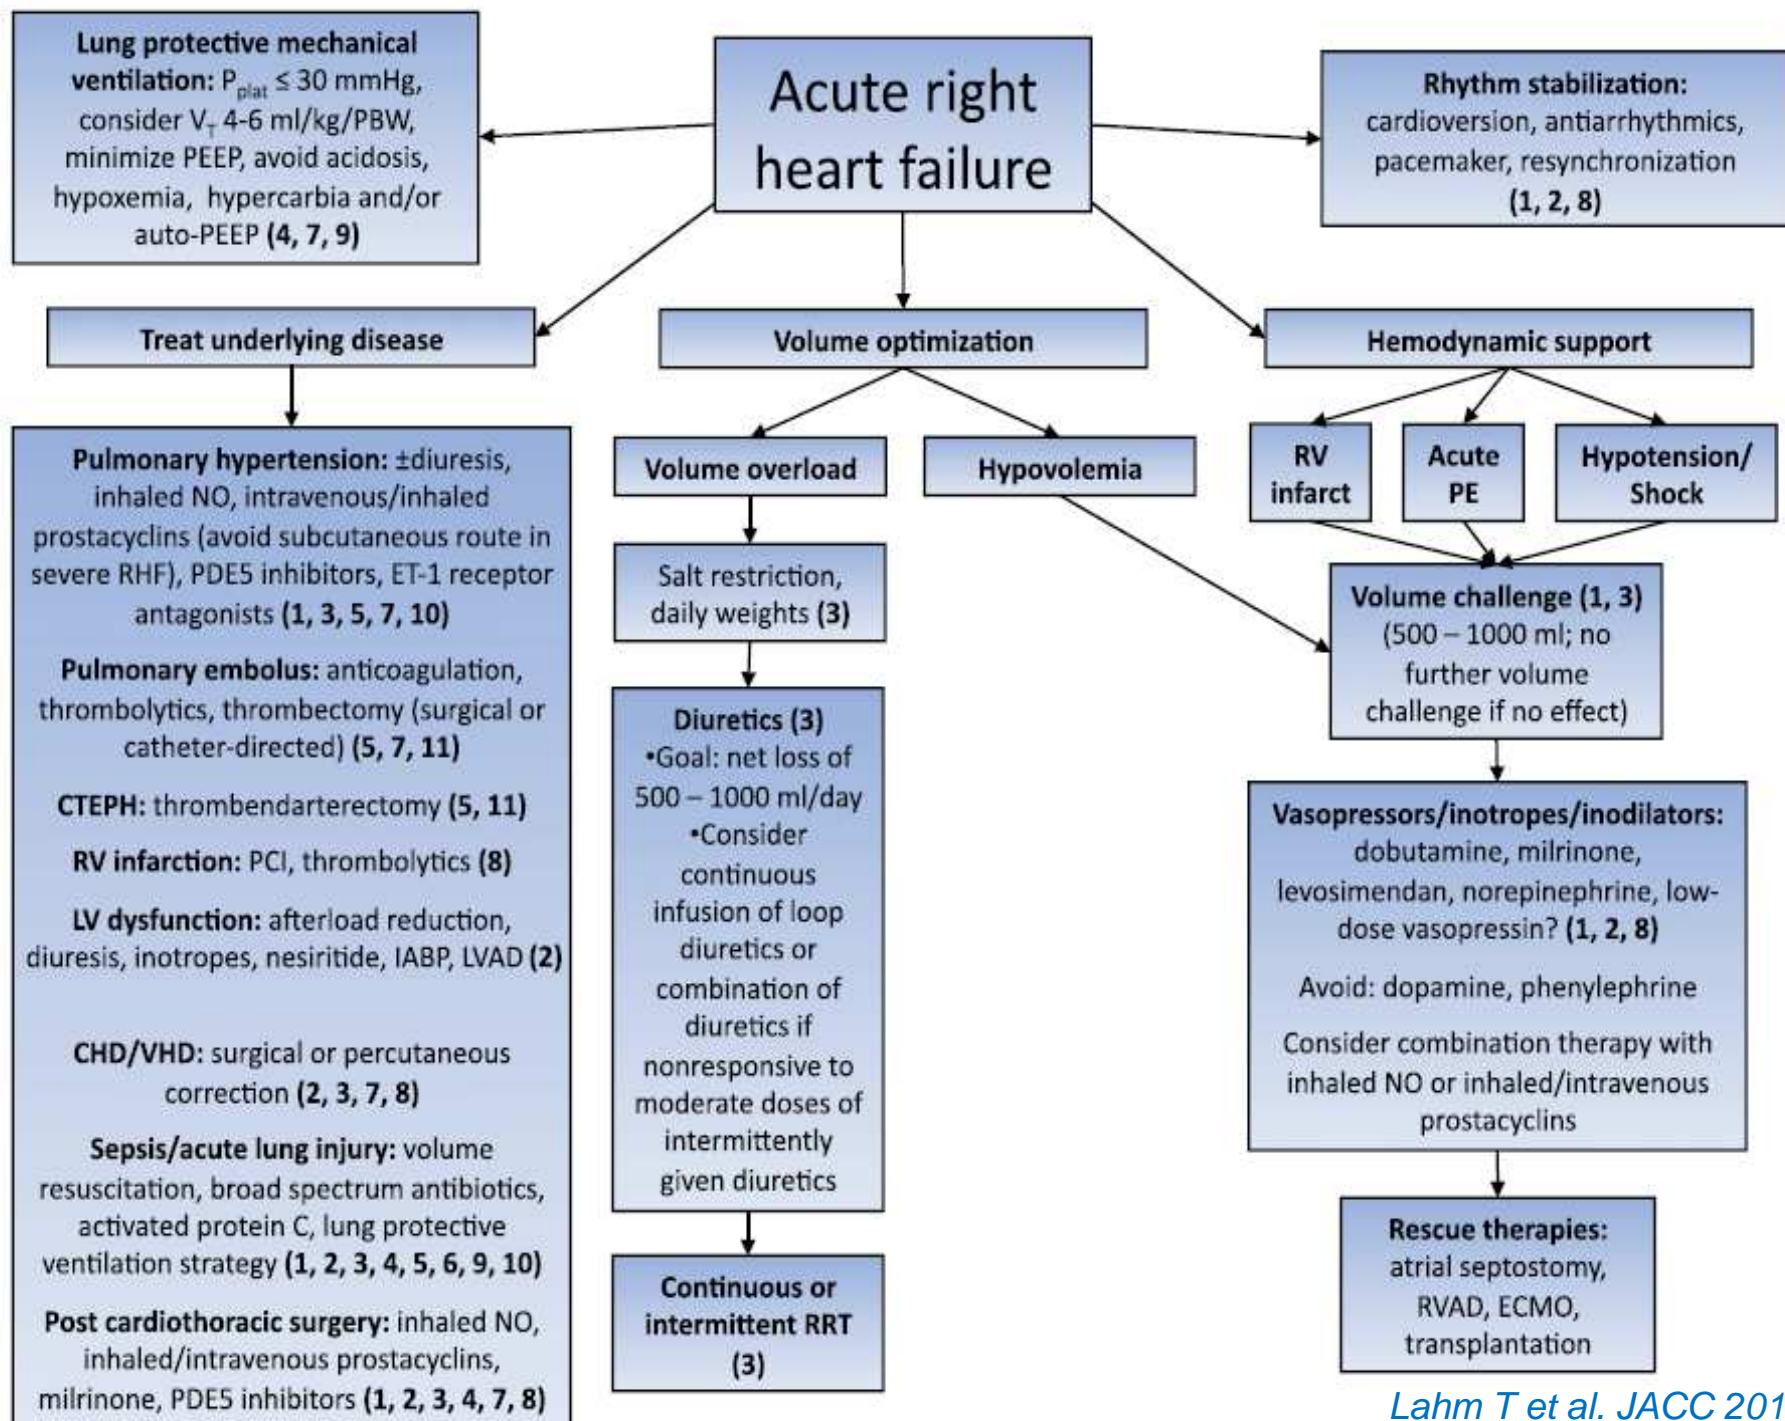 Lung protective mechanical
ventilation: Pplat ≤ 30 mmHg,
consider VT 4-6 ml/kg/PBW,
minimize PEEP, avoid acidosis,
hypoxemia, hypercarbia and/or
auto-PEEP (4, 7, 9)
Acute right
heart failure
Rhythm stabilization:
cardioversion, antiarrhythmics,
pacemaker, resynchronization
(1, 2, 8)
Treat underlying disease
Volume optimization
Hemodynamic support
Pulmonary hypertension: ±diuresis,
inhaled NO, intravenous/inhaled
prostacyclins (avoid subcutaneous route in
severe RHF), PDE5 inhibitors, ET-1 receptor
antagonists (1, 3, 5, 7, 10)
Pulmonary embolus: anticoagulation,
thrombolytics, thrombectomy (surgical or
catheter-directed) (5, 7, 11)
CTEPH: thrombendarterectomy (5, 11)
RV infarction: PCI, thrombolytics (8)
LV dysfunction: afterload reduction,
diuresis, inotropes, nesiritide, IABP, LVAD (2)
CHD/VHD: surgical or percutaneous
correction (2, 3, 7, 8)
Sepsis/acute lung injury: volume
resuscitation, broad spectrum antibiotics,
activated protein C, lung protective
ventilation strategy (1, 2, 3, 4, 5, 6, 9, 10)
Post cardiothoracic surgery: inhaled NO,
inhaled/intravenous prostacyclins,
milrinone, PDE5 inhibitors (1, 2, 3, 4, 7, 8)
Volume overload
Hypovolemia
Salt restriction,
daily weights (3)
Diuretics (3)
•Goal: net loss of
500 – 1000 ml/day
•Consider
continuous
infusion of loop
diuretics or
combination of
diuretics if
nonresponsive to
moderate doses of
intermittently
given diuretics
Continuous or
intermittent RRT
(3)
RV
infarct
Acute
PE
Hypotension/
Shock
Volume challenge (1, 3)
(500 – 1000 ml; no
further volume
challenge if no effect)
Vasopressors/inotropes/inodilators:
dobutamine, milrinone,
levosimendan, norepinephrine, low-
dose vasopressin? (1, 2, 8)
Avoid: dopamine, phenylephrine
Consider combination therapy with
inhaled NO or inhaled/intravenous
prostacyclins
Rescue therapies:
atrial septostomy,
RVAD, ECMO,
transplantation
Lahm T et al. JACC 201